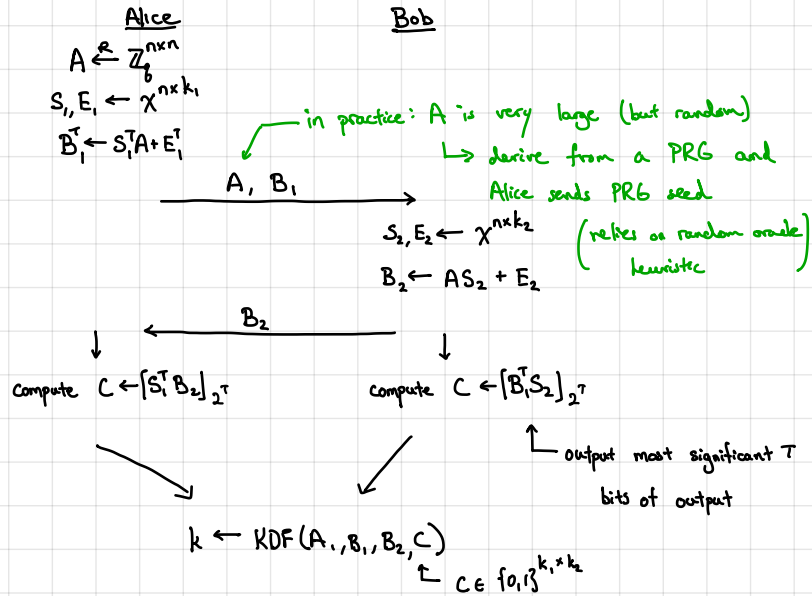 Alice Bob
A ←ᴿ ℤ_q^{n×n}
S₁, E₁ ← χ^{n×k₁}
B₁ᵀ ← S₁ᵀA + E₁ᵀ
in practice: A is very large (but random)
↳ derive from a PRG and
Alice sends PRG seed
(relies on random oracle
heuristic)
A, B₁
S₂, E₂ ← χ^{n×k₂}
B₂ ← AS₂ + E₂
B₂
compute C ← ⌈S₁ᵀB₂⌋_{2^τ} compute C ← ⌈B₁ᵀS₂⌋_{2^τ}
output most significant τ
bits of output
k ← KDF(A, B₁, B₂, C)
C ∈ {0,1}^{k₁×k₂}